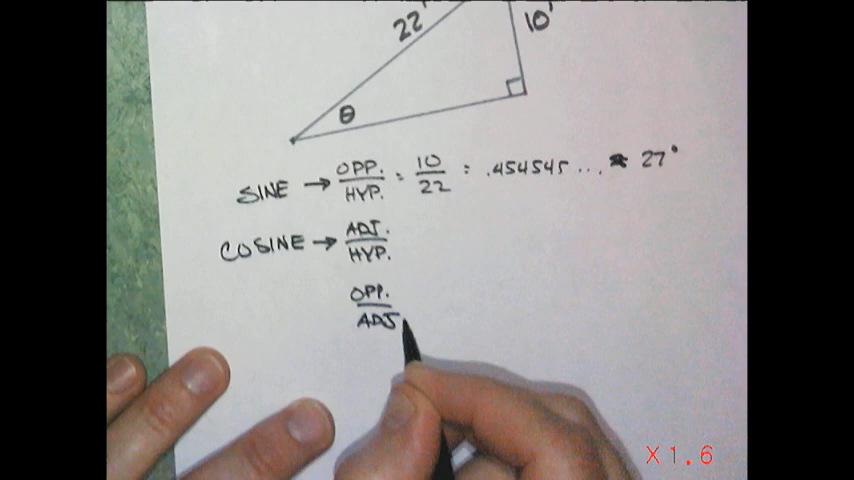 22'
10'
θ
SINE → OPP./HYP. = 10/22 = .454545... ≈ 27°
COSINE → ADJ./HYP.
OPP./ADJ
X1.6